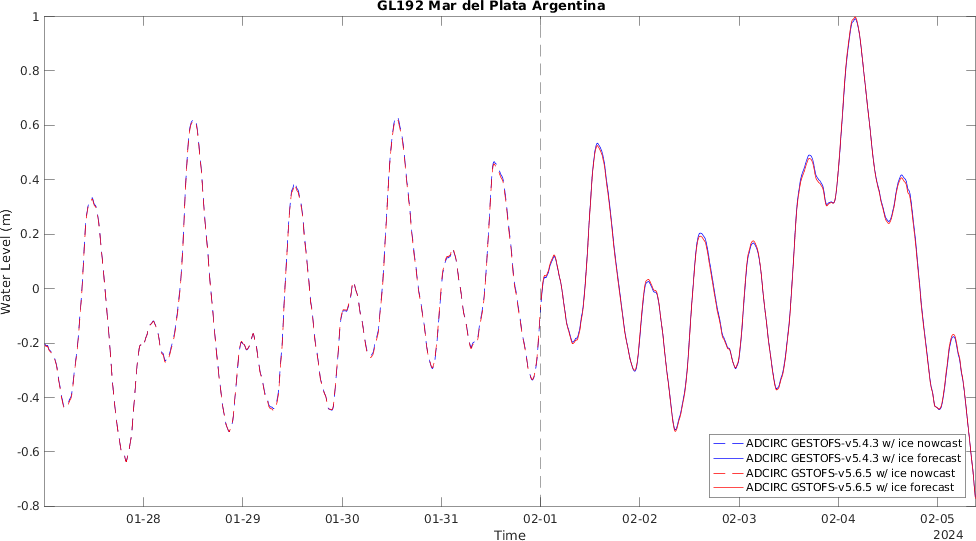 GL192 Mar del Plata Argentina
1
0.8
0.6
0.4
0.2
0
-0.2
-0.4
-0.6
-0.8
Water Level (m)
ADCIRC GESTOFS-v5.4.3 w/ ice nowcast
ADCIRC GESTOFS-v5.4.3 w/ ice forecast
ADCIRC GSTOFS-v5.6.5 w/ ice nowcast
ADCIRC GSTOFS-v5.6.5 w/ ice forecast
01-28 01-29 01-30 01-31 02-01 02-02 02-03 02-04 02-05
Time
2024